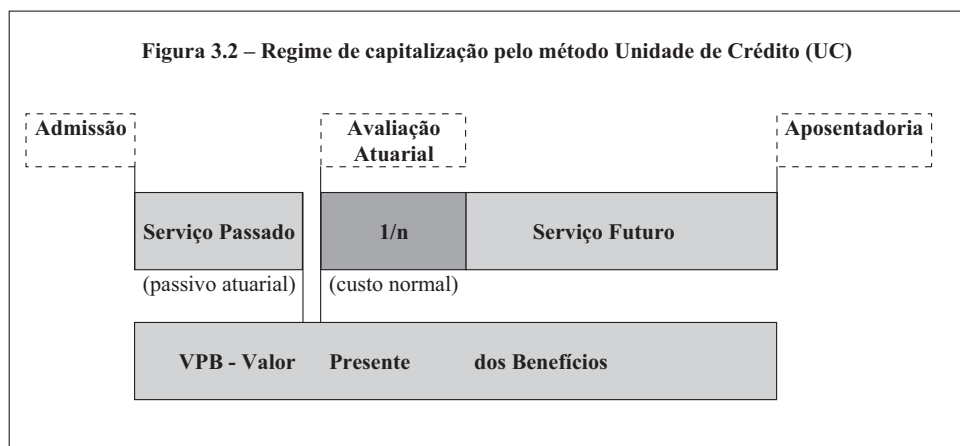 Figura 3.2 – Regime de capitalização pelo método Unidade de Crédito (UC)
Admissão
Avaliação
Atuarial
Aposentadoria
Serviço Passado
1/n
Serviço Futuro
(passivo atuarial)
(custo normal)
VPB - Valor Presente dos Benefícios